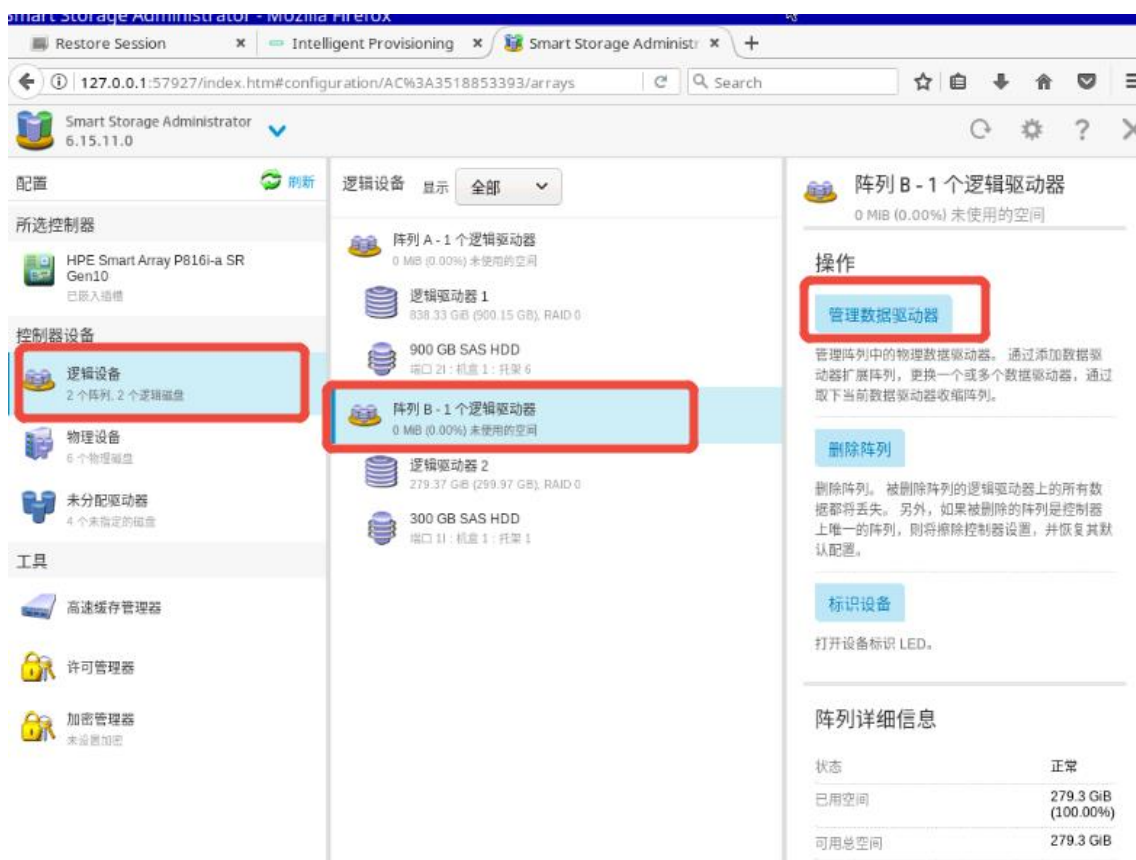 Smart Storage Administrator - Mozilla Firefox
Restore Session
Intelligent Provisioning
Smart Storage Administr
127.0.0.1:57927/index.htm#configuration/AC%3A3518853393/arrays
Search
Smart Storage Administrator
6.15.11.0
配置
刷新
所选控制器
HPE Smart Array P816i-a SR
Gen10
已嵌入插槽
控制器设备
逻辑设备
2 个阵列, 2 个逻辑磁盘
物理设备
6 个物理磁盘
未分配驱动器
4 个未指定的磁盘
工具
高速缓存管理器
许可管理器
加密管理器
未设置加密
逻辑设备 显示 全部
阵列 A - 1 个逻辑驱动器
0 MiB (0.00%) 未使用的空间
逻辑驱动器 1
838.33 GiB (900.15 GB), RAID 0
900 GB SAS HDD
端口 2I : 机盒 1 : 托架 6
阵列 B - 1 个逻辑驱动器
0 MiB (0.00%) 未使用的空间
逻辑驱动器 2
279.37 GiB (299.97 GB), RAID 0
300 GB SAS HDD
端口 1I : 机盒 1 : 托架 1
阵列 B - 1 个逻辑驱动器
0 MiB (0.00%) 未使用的空间
操作
管理数据驱动器
管理阵列中的物理数据驱动器。 通过添加数据驱
动器扩展阵列，更换一个或多个数据驱动器，通过
取下当前数据驱动器收缩阵列。
删除阵列
删除阵列。 被删除阵列的逻辑驱动器上的所有数
据都将丢失。 另外，如果被删除的阵列是控制器
上唯一的阵列，则将擦除控制器设置，并恢复其默
认配置。
标识设备
打开设备标识 LED。
阵列详细信息
状态 正常
已用空间 279.3 GiB
(100.00%)
可用总空间 279.3 GiB